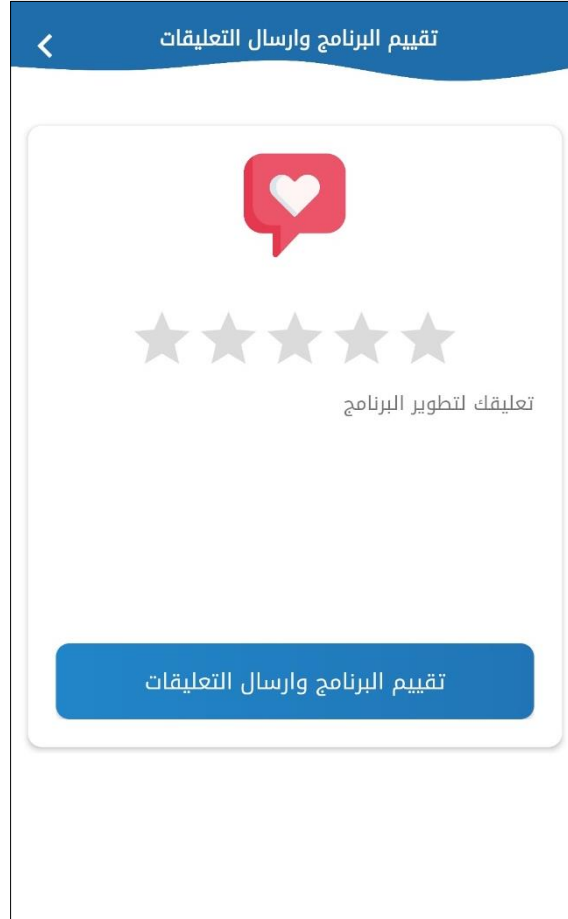 تقييم البرنامج وارسال التعليقات
تعليقك لتطوير البرنامج
تقييم البرنامج وارسال التعليقات